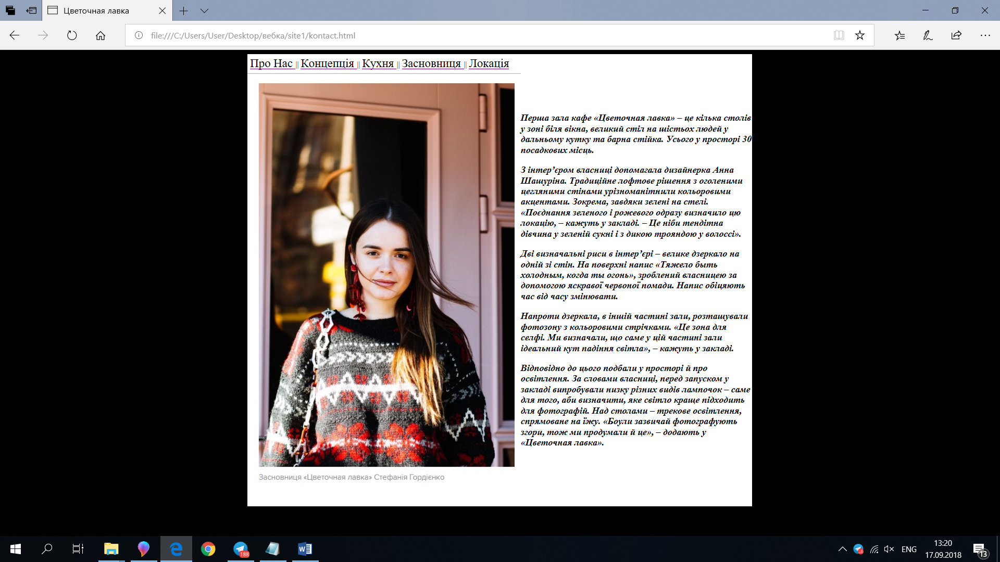 Цветочная лавка
file:///C:/Users/User/Desktop/вебка/site1/kontact.html
Про Нас || Концепція || Кухня || Засновниця || Локація
Перша зала кафе «Цветочная лавка» – це кілька столів
у зоні біля вікна, великий стіл на шістьох людей у
дальньому кутку та барна стійка. Усього у просторі 30
посадкових місць.
З інтер’єром власниці допомагала дизайнерка Анна
Шашуріна. Традиційне лофтове рішення з оголеними
цегляними стінами урізноманітнили кольоровими
акцентами. Зокрема, завдяки зелені на стелі.
«Поєднання зеленого і рожевого одразу визначило цю
локацію, – кажуть у закладі. – Це ніби тендітна
дівчина у зеленій сукні і з дикою трояндою у волоссі».
Дві визначальні риси в інтер’єрі – велике дзеркало на
одній зі стін. На поверхні напис «Тяжело быть
холодным, когда ты огонь», зроблений власницею за
допомогою яскравої червоної помади. Напис обіцяють
час від часу змінювати.
Напроти дзеркала, в іншій частині зали, розташували
фотозону з кольоровими стрічками. «Це зона для
селфі. Ми визначали, що саме у цій частині зали
ідеальний кут падіння світла», – кажуть у закладі.
Відповідно до цього подбали у просторі й про
освітлення. За словами власниці, перед запуском у
закладі випробували низку різних видів лампочок – саме
для того, аби визначити, яке світло краще підходить
для фотографій. Над столами – трекове освітлення,
спрямоване на їжу. «Боули зазвичай фотографують
згори, тож ми продумали й це», – додають у
«Цветочная лавка».
Засновниця «Цветочная лавка» Стефанія Гордієнко
188
ENG
13:20
17.09.2018
13